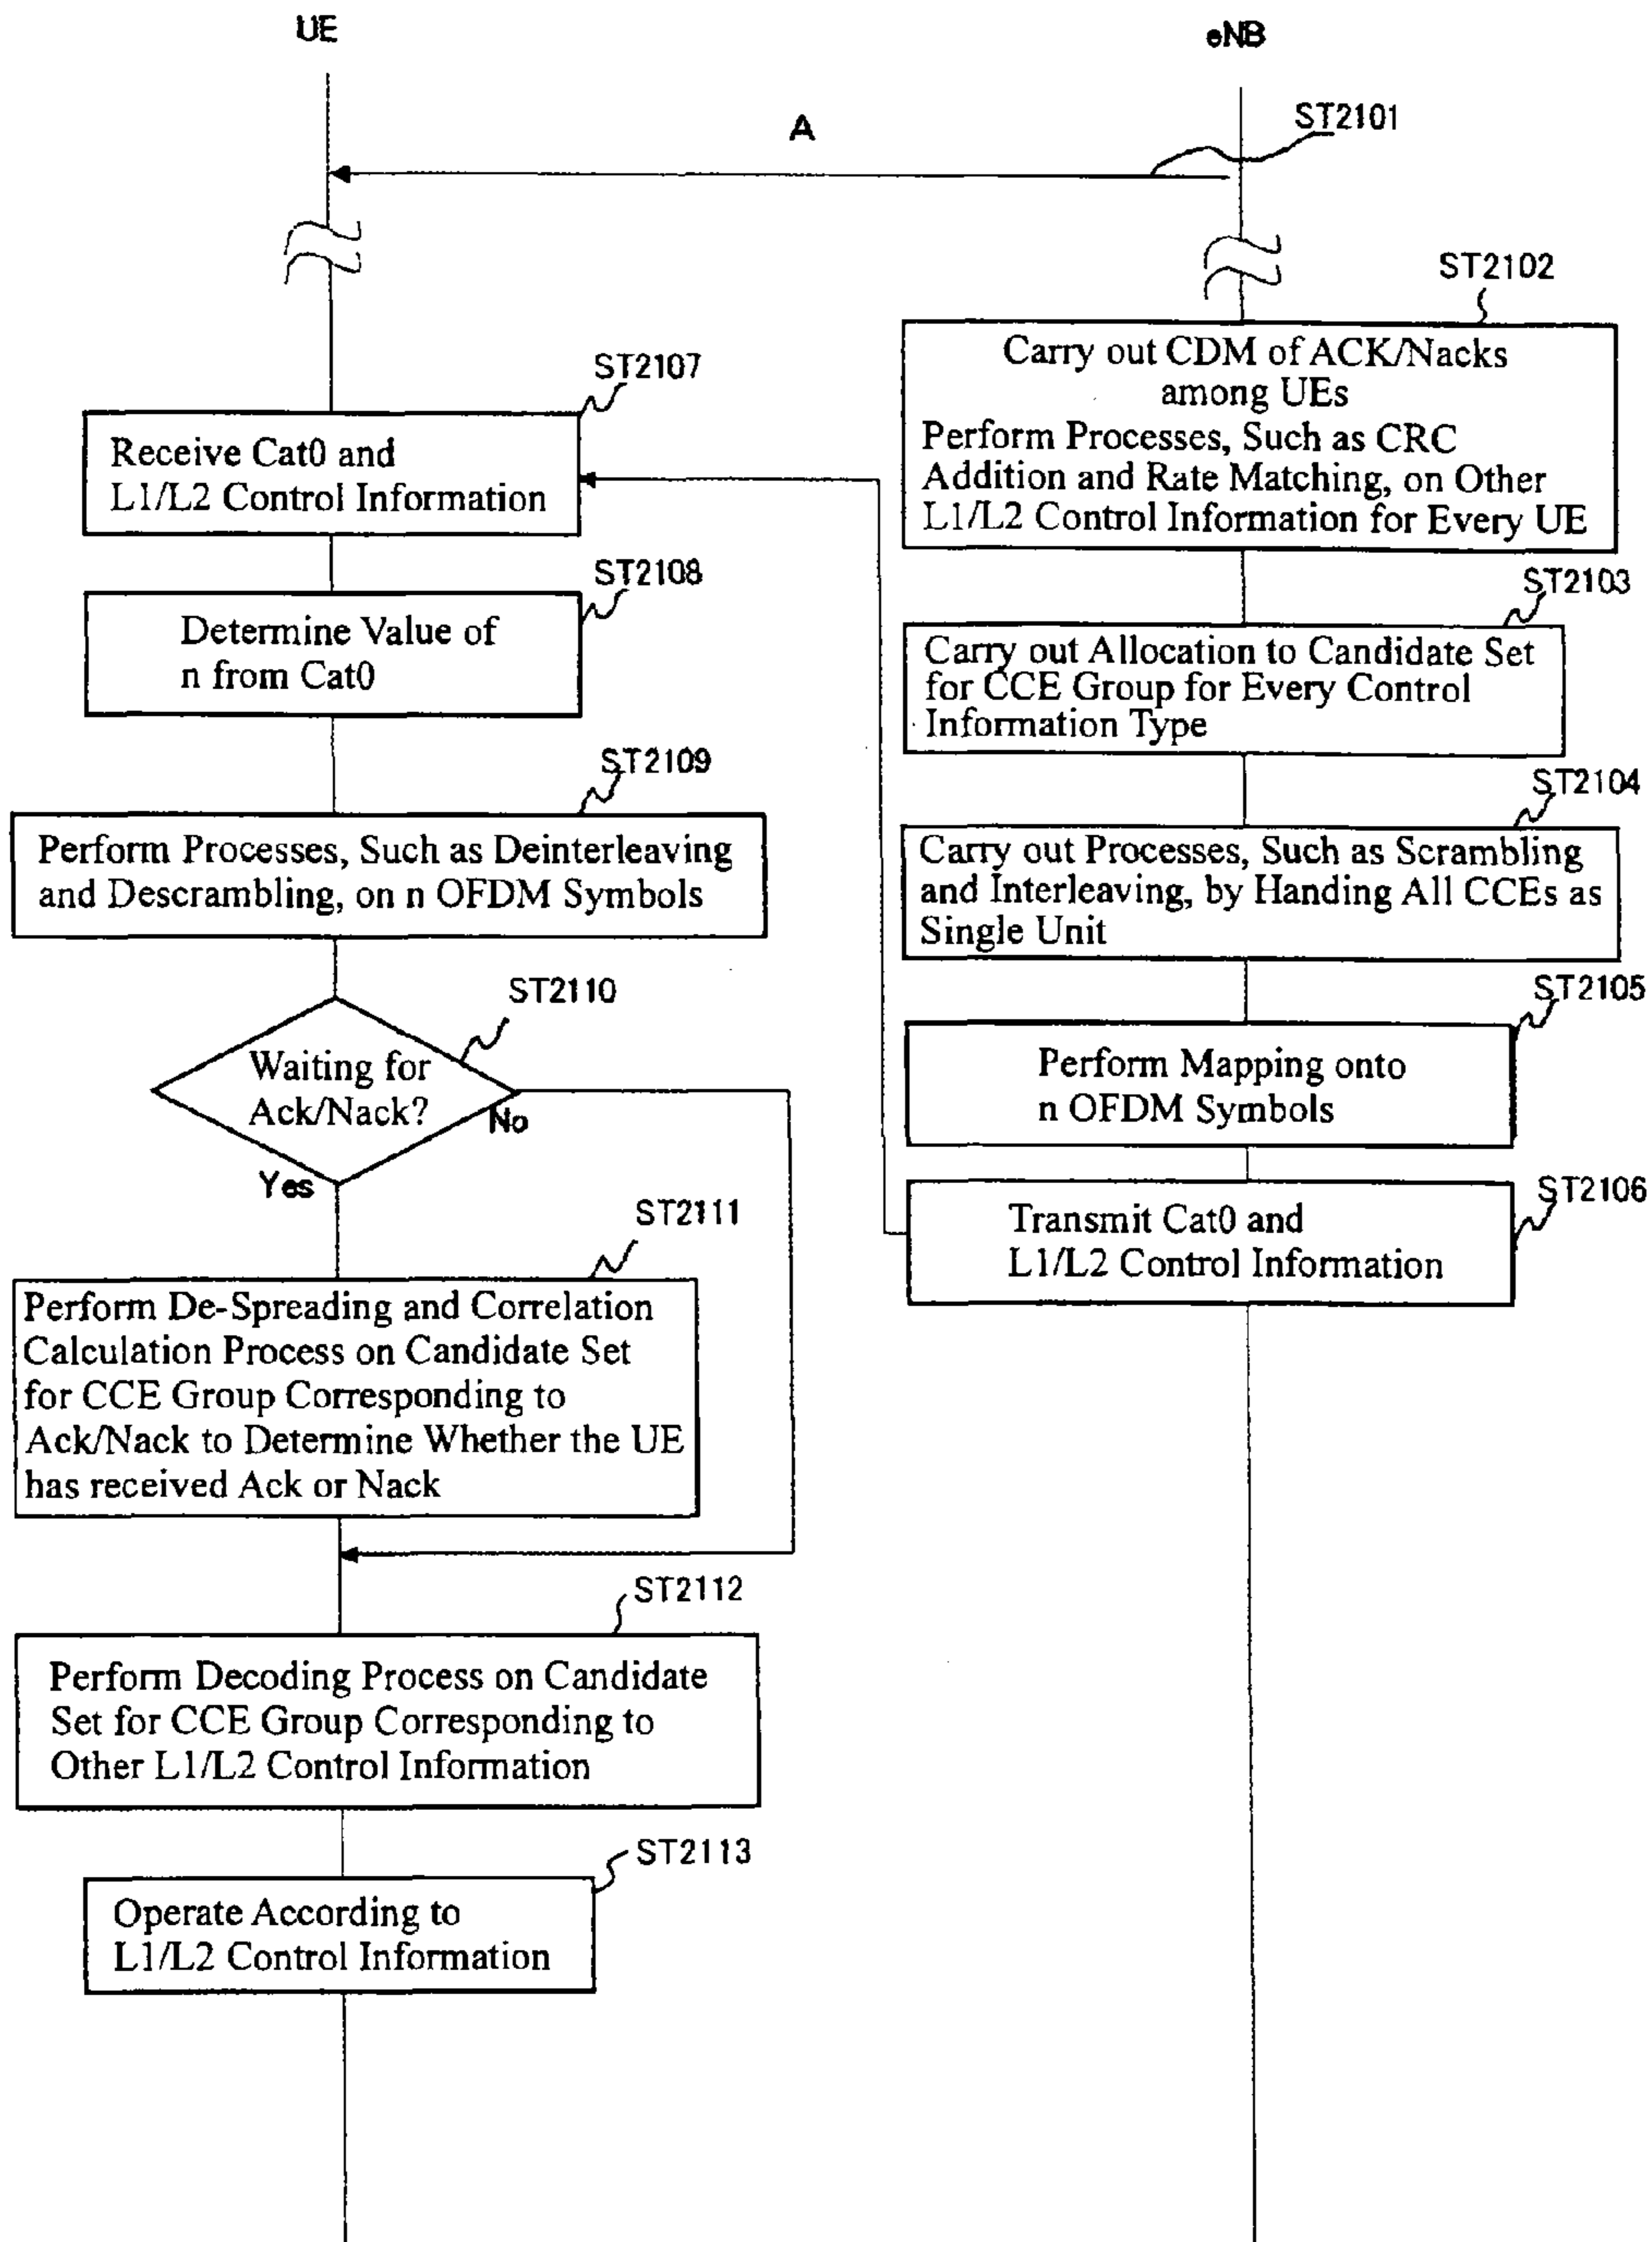 UE
eNB
A
ST2101
ST2102
Carry out CDM of ACK/Nacks
among UEs
Perform Processes, Such as CRC
Addition and Rate Matching, on Other
L1/L2 Control Information for Every UE
ST2107
Receive Cat0 and
L1/L2 Control Information
ST2108
Determine Value of
n from Cat0
ST2103
Carry out Allocation to Candidate Set
for CCE Group for Every Control
Information Type
ST2109
Perform Processes, Such as Deinterleaving
and Descrambling, on n OFDM Symbols
ST2104
Carry out Processes, Such as Scrambling
and Interleaving, by Handing All CCEs as
Single Unit
ST2110
Waiting for
Ack/Nack?
No
Yes
ST2105
Perform Mapping onto
n OFDM Symbols
ST2106
Transmit Cat0 and
L1/L2 Control Information
ST2111
Perform De-Spreading and Correlation
Calculation Process on Candidate Set
for CCE Group Corresponding to
Ack/Nack to Determine Whether the UE
has received Ack or Nack
ST2112
Perform Decoding Process on Candidate
Set for CCE Group Corresponding to
Other L1/L2 Control Information
ST2113
Operate According to
L1/L2 Control Information